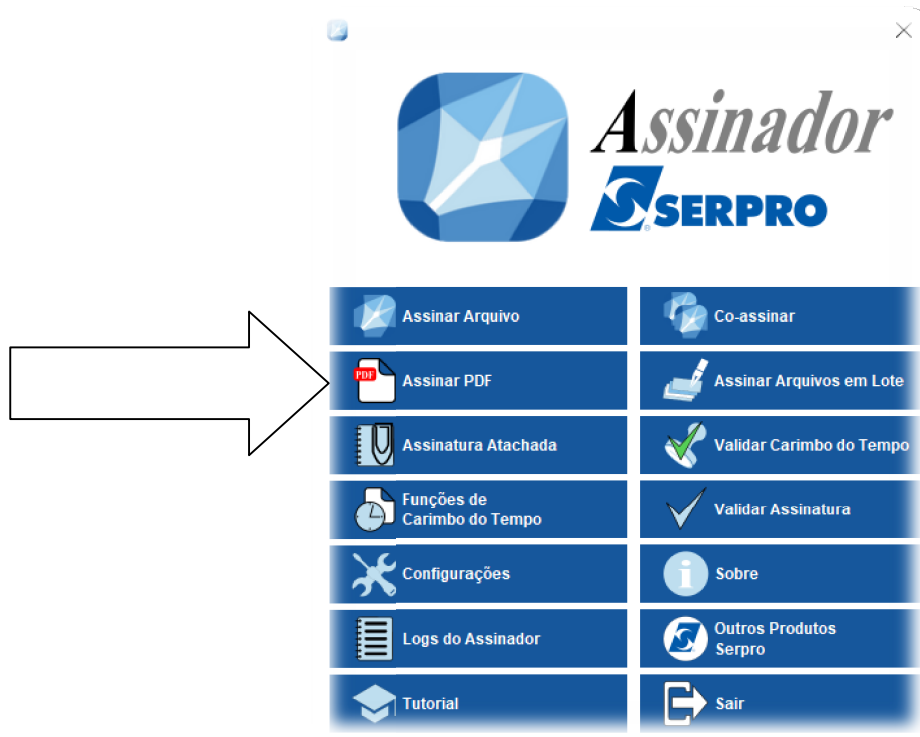 Assinador
SERPRO
Assinar Arquivo
Co-assinar
PDF
Assinar PDF
Assinar Arquivos em Lote
Assinatura Atachada
Validar Carimbo do Tempo
Funções de
Carimbo do Tempo
Validar Assinatura
Configurações
Sobre
Logs do Assinador
Outros Produtos
Serpro
Tutorial
Sair